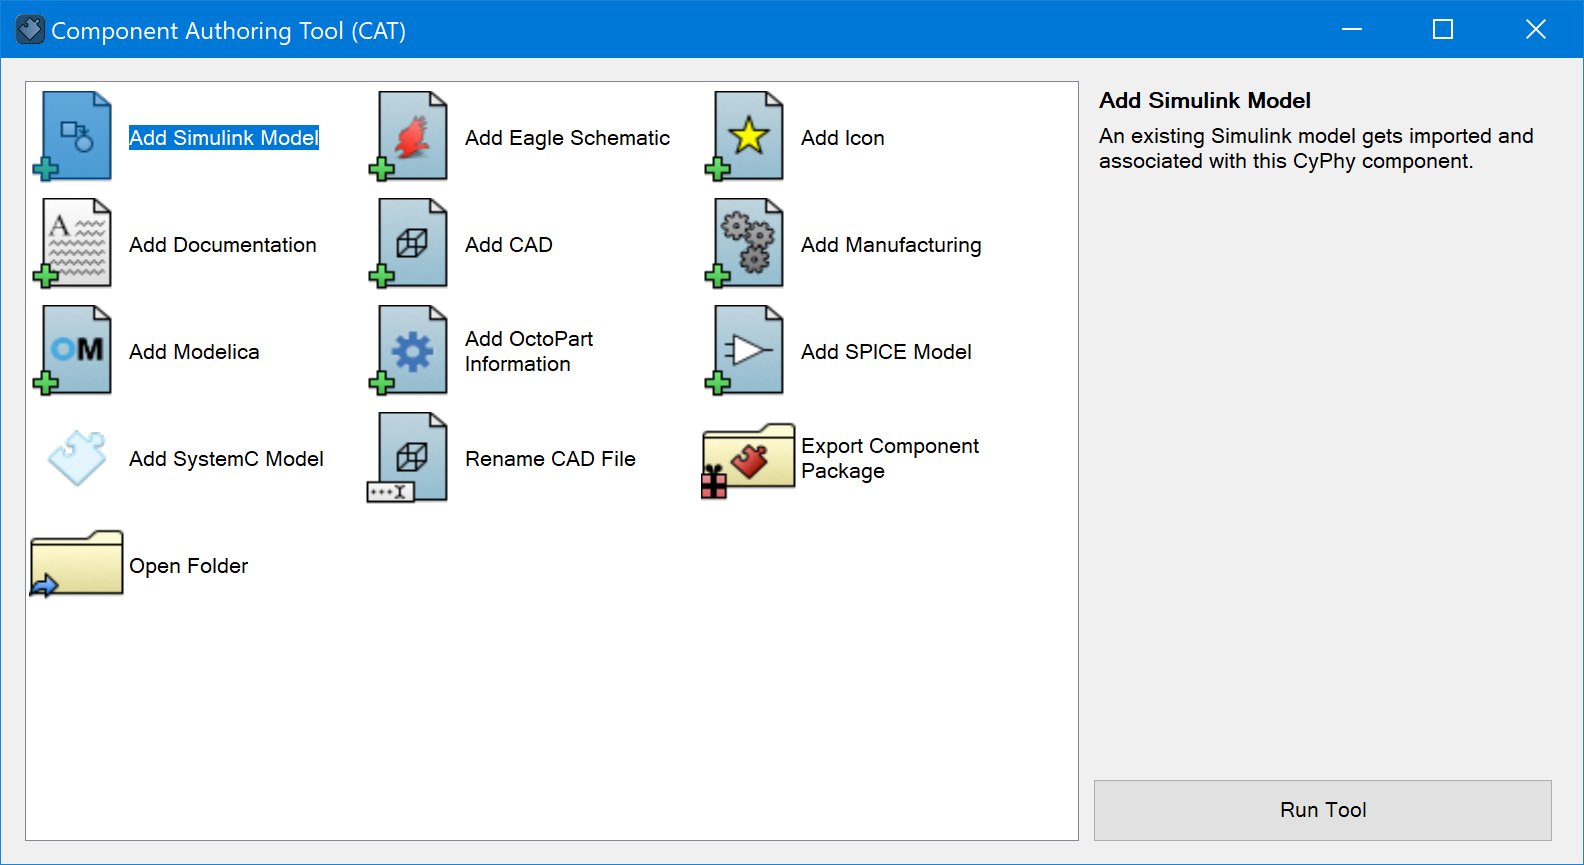 Component Authoring Tool (CAT)
Add Simulink Model
Add Eagle Schematic
Add Icon
Add Documentation
A
Add CAD
Add Manufacturing
OM
Add Modelica
Add OctoPart
Information
Add SPICE Model
Add SystemC Model
Rename CAD File
Export Component
Package
Open Folder
Add Simulink Model
An existing Simulink model gets imported and
associated with this CyPhy component.
Run Tool